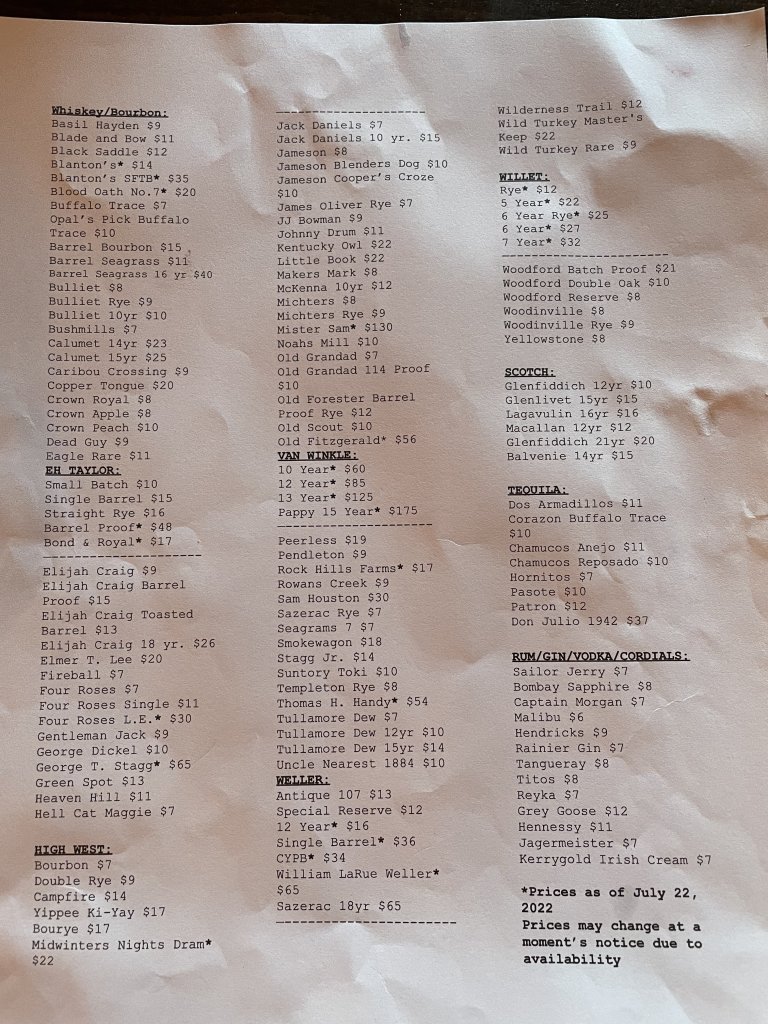 Whiskey/Bourbon:
Basil Hayden $9
Blade and Bow $11
Black Saddle $12
Blanton's* $14
Blanton's SFTB* $35
Blood Oath No.7* $20
Buffalo Trace $7
Opal's Pick Buffalo
Trace $10
Barrel Bourbon $15
Barrel Seagrass $11
Barrel Seagrass 16 yr $40
Bulliet $8
Bulliet Rye $9
Bulliet 10yr $10
Bushmills $7
Calumet 14yr $23
Calumet 15yr $25
Caribou Crossing $9
Copper Tongue $20
Crown Royal $8
Crown Apple $8
Crown Peach $10
Dead Guy $9
Eagle Rare $11
EH TAYLOR:
Small Batch $10
Single Barrel $15
Straight Rye $16
Barrel Proof* $48
Bond & Royal* $17
----------------------
Elijah Craig $9
Elijah Craig Barrel
Proof $15
Elijah Craig Toasted
Barrel $13
Elijah Craig 18 yr. $26
Elmer T. Lee $20
Fireball $7
Four Roses $7
Four Roses Single $11
Four Roses L.E.* $30
Gentleman Jack $9
George Dickel $10
George T. Stagg* $65
Green Spot $13
Heaven Hill $11
Hell Cat Maggie $7
HIGH WEST:
Bourbon $7
Double Rye $9
Campfire $14
Yippee Ki-Yay $17
Bourye $17
Midwinters Nights Dram*
$22
---------------------
Jack Daniels $7
Jack Daniels 10 yr. $15
Jameson $8
Jameson Blenders Dog $10
Jameson Cooper's Croze
$10
James Oliver Rye $7
JJ Bowman $9
Johnny Drum $11
Kentucky Owl $22
Little Book $22
Makers Mark $8
McKenna 10yr $12
Michters $8
Michters Rye $9
Mister Sam* $130
Noahs Mill $10
Old Grandad $7
Old Grandad 114 Proof
$10
Old Forester Barrel
Proof Rye $12
Old Scout $10
Old Fitzgerald* $56
VAN WINKLE:
10 Year* $60
12 Year* $85
13 Year* $125
Pappy 15 Year* $175
----------------------
Peerless $19
Pendleton $9
Rock Hills Farms* $17
Rowans Creek $9
Sam Houston $30
Sazerac Rye $7
Seagrams 7 $7
Smokewagon $18
Stagg Jr. $14
Suntory Toki $10
Templeton Rye $8
Thomas H. Handy* $54
Tullamore Dew $7
Tullamore Dew 12yr $10
Tullamore Dew 15yr $14
Uncle Nearest 1884 $10
WELLER:
Antique 107 $13
Special Reserve $12
12 Year* $16
Single Barrel* $36
CYPB* $34
William LaRue Weller*
$65
Sazerac 18yr $65
------------------------
Wilderness Trail $12
Wild Turkey Master's
Keep $22
Wild Turkey Rare $9
WILLET:
Rye* $12
5 Year* $22
6 Year Rye* $25
6 Year* $27
7 Year* $32
-----------------------
Woodford Batch Proof $21
Woodford Double Oak $10
Woodford Reserve $8
Woodinville $8
Woodinville Rye $9
Yellowstone $8
SCOTCH:
Glenfiddich 12yr $10
Glenlivet 15yr $15
Lagavulin 16yr $16
Macallan 12yr $12
Glenfiddich 21yr $20
Balvenie 14yr $15
TEQUILA:
Dos Armadillos $11
Corazon Buffalo Trace
$10
Chamucos Anejo $11
Chamucos Reposado $10
Hornitos $7
Pasote $10
Patron $12
Don Julio 1942 $37
RUM/GIN/VODKA/CORDIALS:
Sailor Jerry $7
Bombay Sapphire $8
Captain Morgan $7
Malibu $6
Hendricks $9
Rainier Gin $7
Tangueray $8
Titos $8
Reyka $7
Grey Goose $12
Hennessy $11
Jagermeister $7
Kerrygold Irish Cream $7
*Prices as of July 22,
2022
Prices may change at a
moment's notice due to
availability